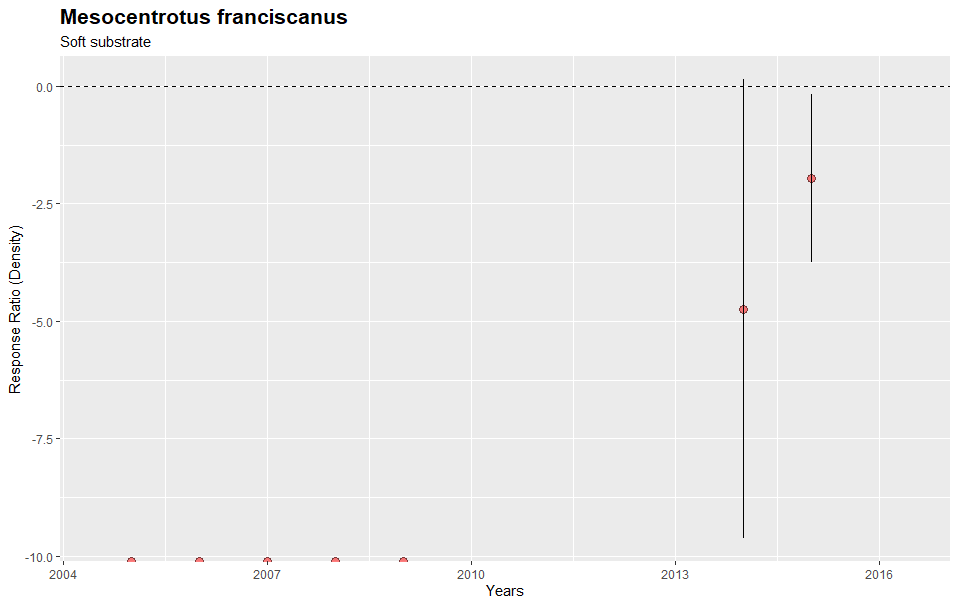 Mesocentrotus franciscanus
Soft substrate
0.0
-2.5
-5.0
-7.5
-10.0
Response Ratio (Density)
2004 2007 2010 2013 2016
Years